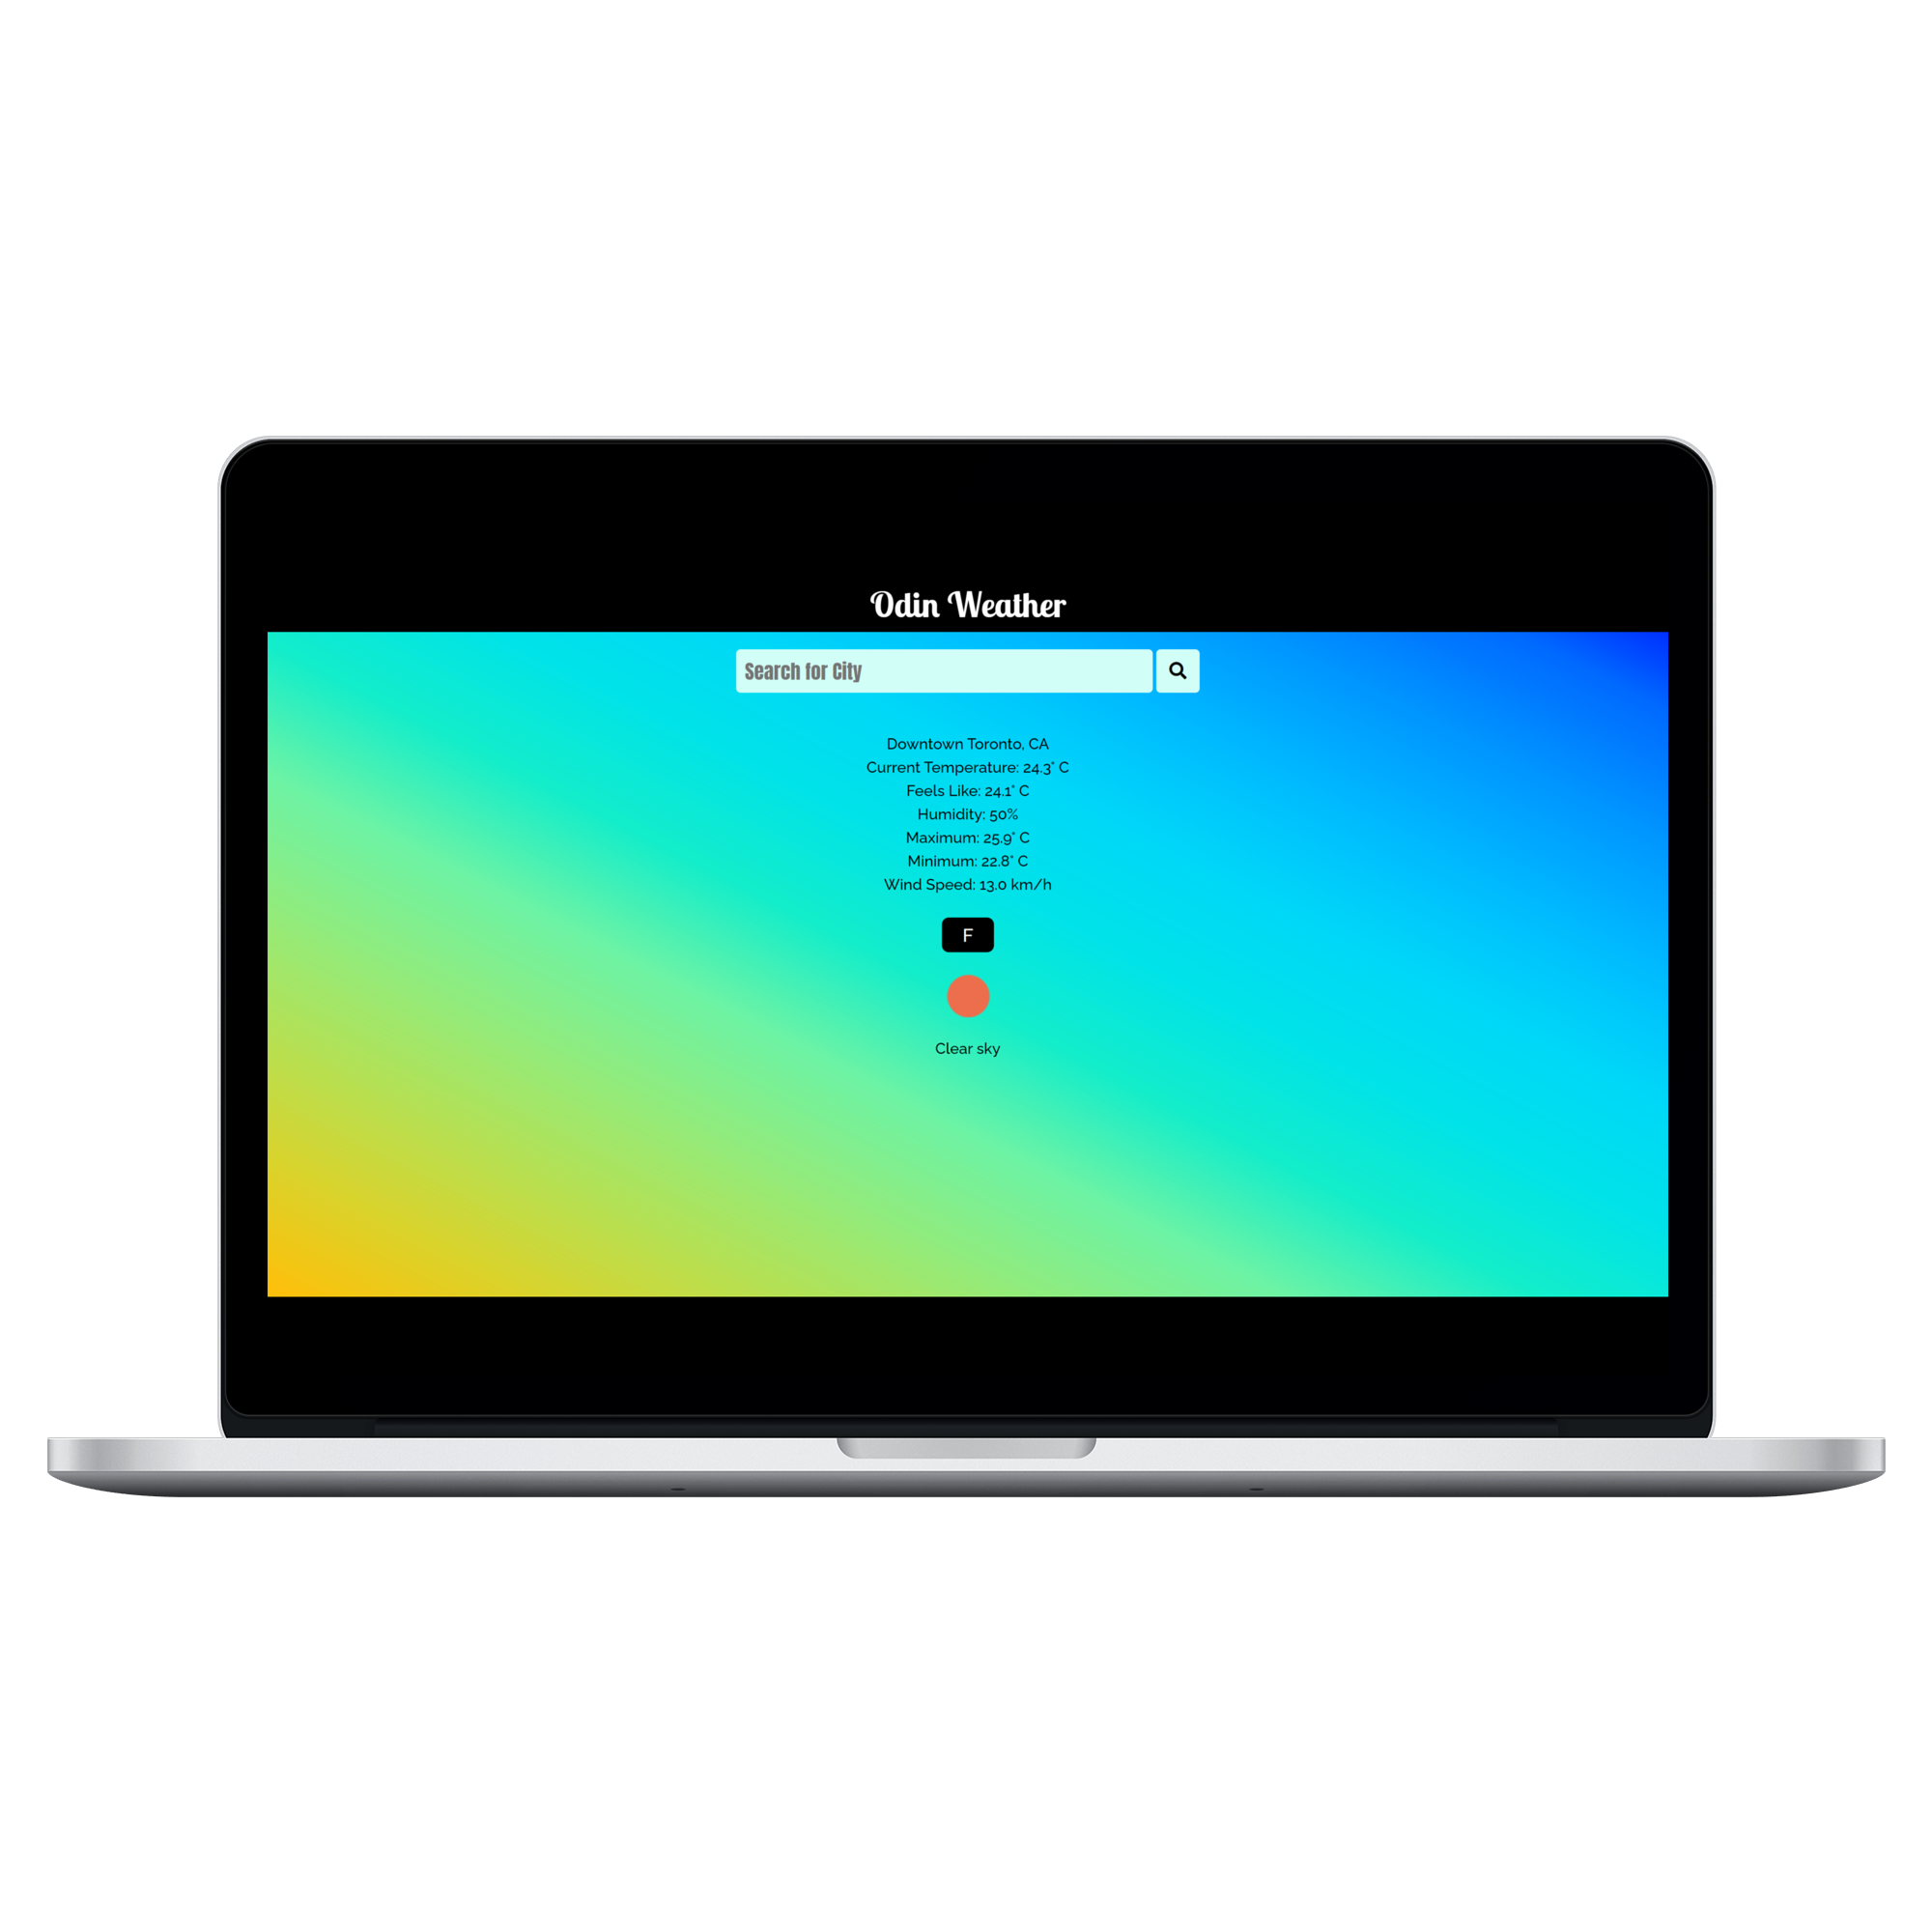 Odin Weather
Search for City
Downtown Toronto, CA
Current Temperature: 24.3° C
Feels Like: 24.1° C
Humidity: 50%
Maximum: 25.9° C
Minimum: 22.8° C
Wind Speed: 13.0 km/h
F
Clear sky